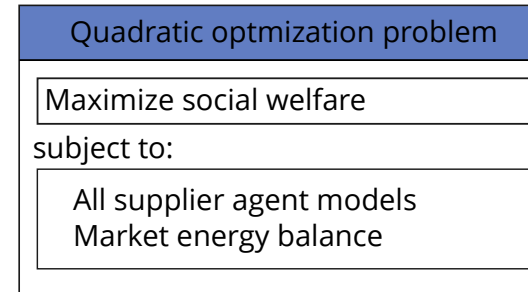 Quadratic optmization problem
Maximize social welfare
subject to:
All supplier agent models
Market energy balance